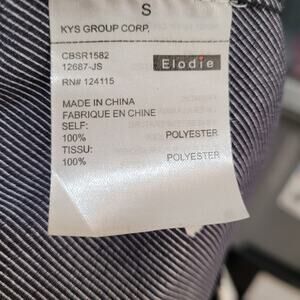 S
KYS GROUP CORP,
CBSR1582
12687-JS
Elodie
RN# 124115
MADE IN CHINA
FABRIQUE EN CHINE
SELF:
100% POLYESTER
TISSU:
100% POLYESTER